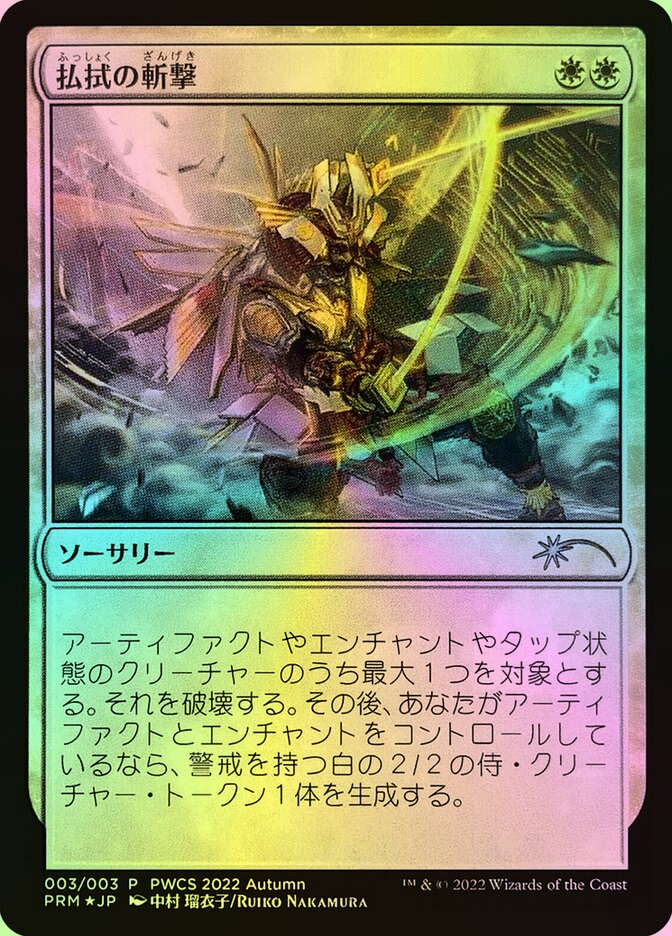 ふっしょく ざんげき
払拭の斬撃
ソーサリー
アーティファクトやエンチャントやタップ状
態のクリーチャーのうち最大１つを対象とす
る。それを破壊する。その後、あなたがアーティ
ファクトとエンチャントをコントロールして
いるなら、警戒を持つ白の２/２の侍・クリー
チャー・トークン１体を生成する。
003/003 P PWCS 2022 Autumn
™ & © 2022 Wizards of the Coast
PRM★JP 中村 瑠衣子/Ruiko Nakamura